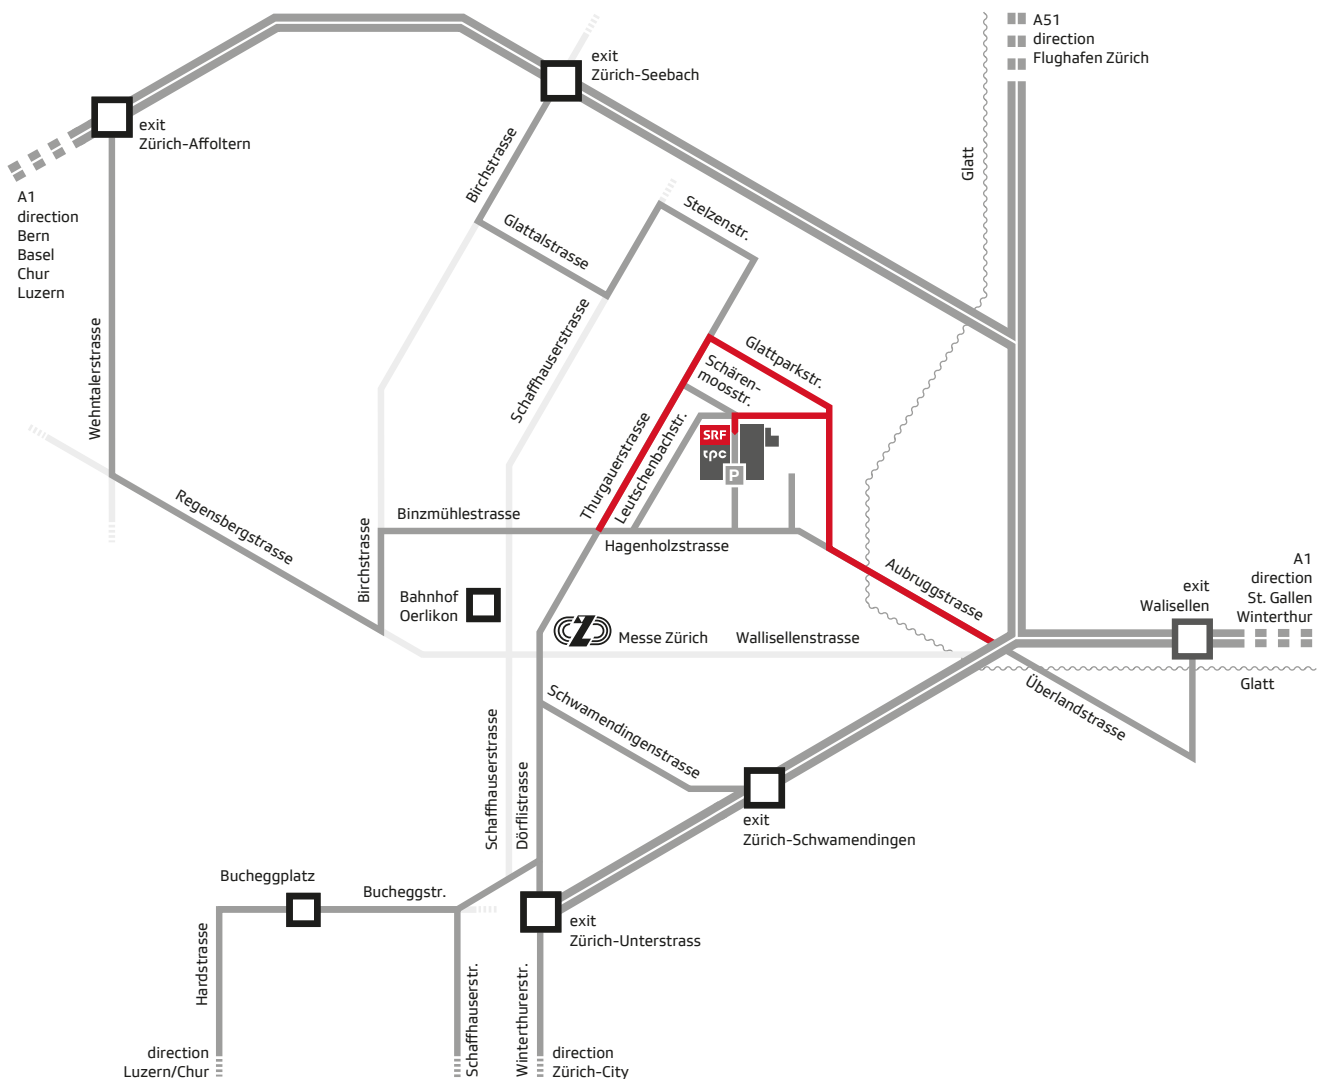 A51
direction
Flughafen Zürich
exit
Zürich-Seebach
exit
Zürich-Affoltern
A1
direction
Bern
Basel
Chur
Luzern
Birchstrasse
Glattalstrasse
Stelzenstr.
Glatt
Wehntalerstrasse
Schaffhauserstrasse
Glattparkstr.
Schären-
moosstr.
Thurgauerstrasse
Leutschenbachstr.
SRF
tpc
P
Regensbergstrasse
Binzmühlestrasse
Hagenholzstrasse
Birchstrasse
Bahnhof
Oerlikon
Messe Zürich
Wallisellenstrasse
Aubruggstrasse
exit
Walisellen
A1
direction
St. Gallen
Winterthur
Glatt
Überlandstrasse
Schwamendingenstrasse
Schaffhauserstrasse
Dörflistrasse
exit
Zürich-Schwamendingen
Bucheggplatz
Bucheggstr.
exit
Zürich-Unterstrass
Hardstrasse
Schaffhauserstr.
Winterthurerstr.
direction
Luzern/Chur
direction
Zürich-City